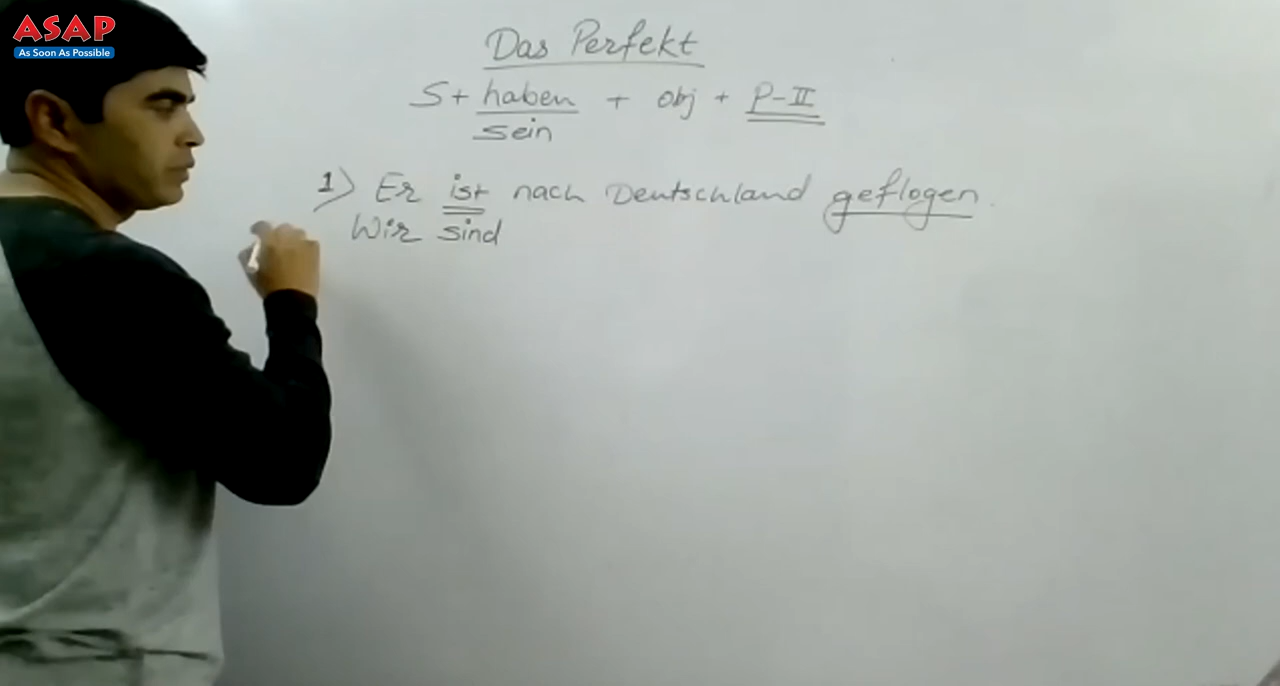 ASAP
As Soon As Possible
Das Perfekt
S + haben + obj + P-II
sein
1) Er ist nach Deutschland geflogen.
Wir sind